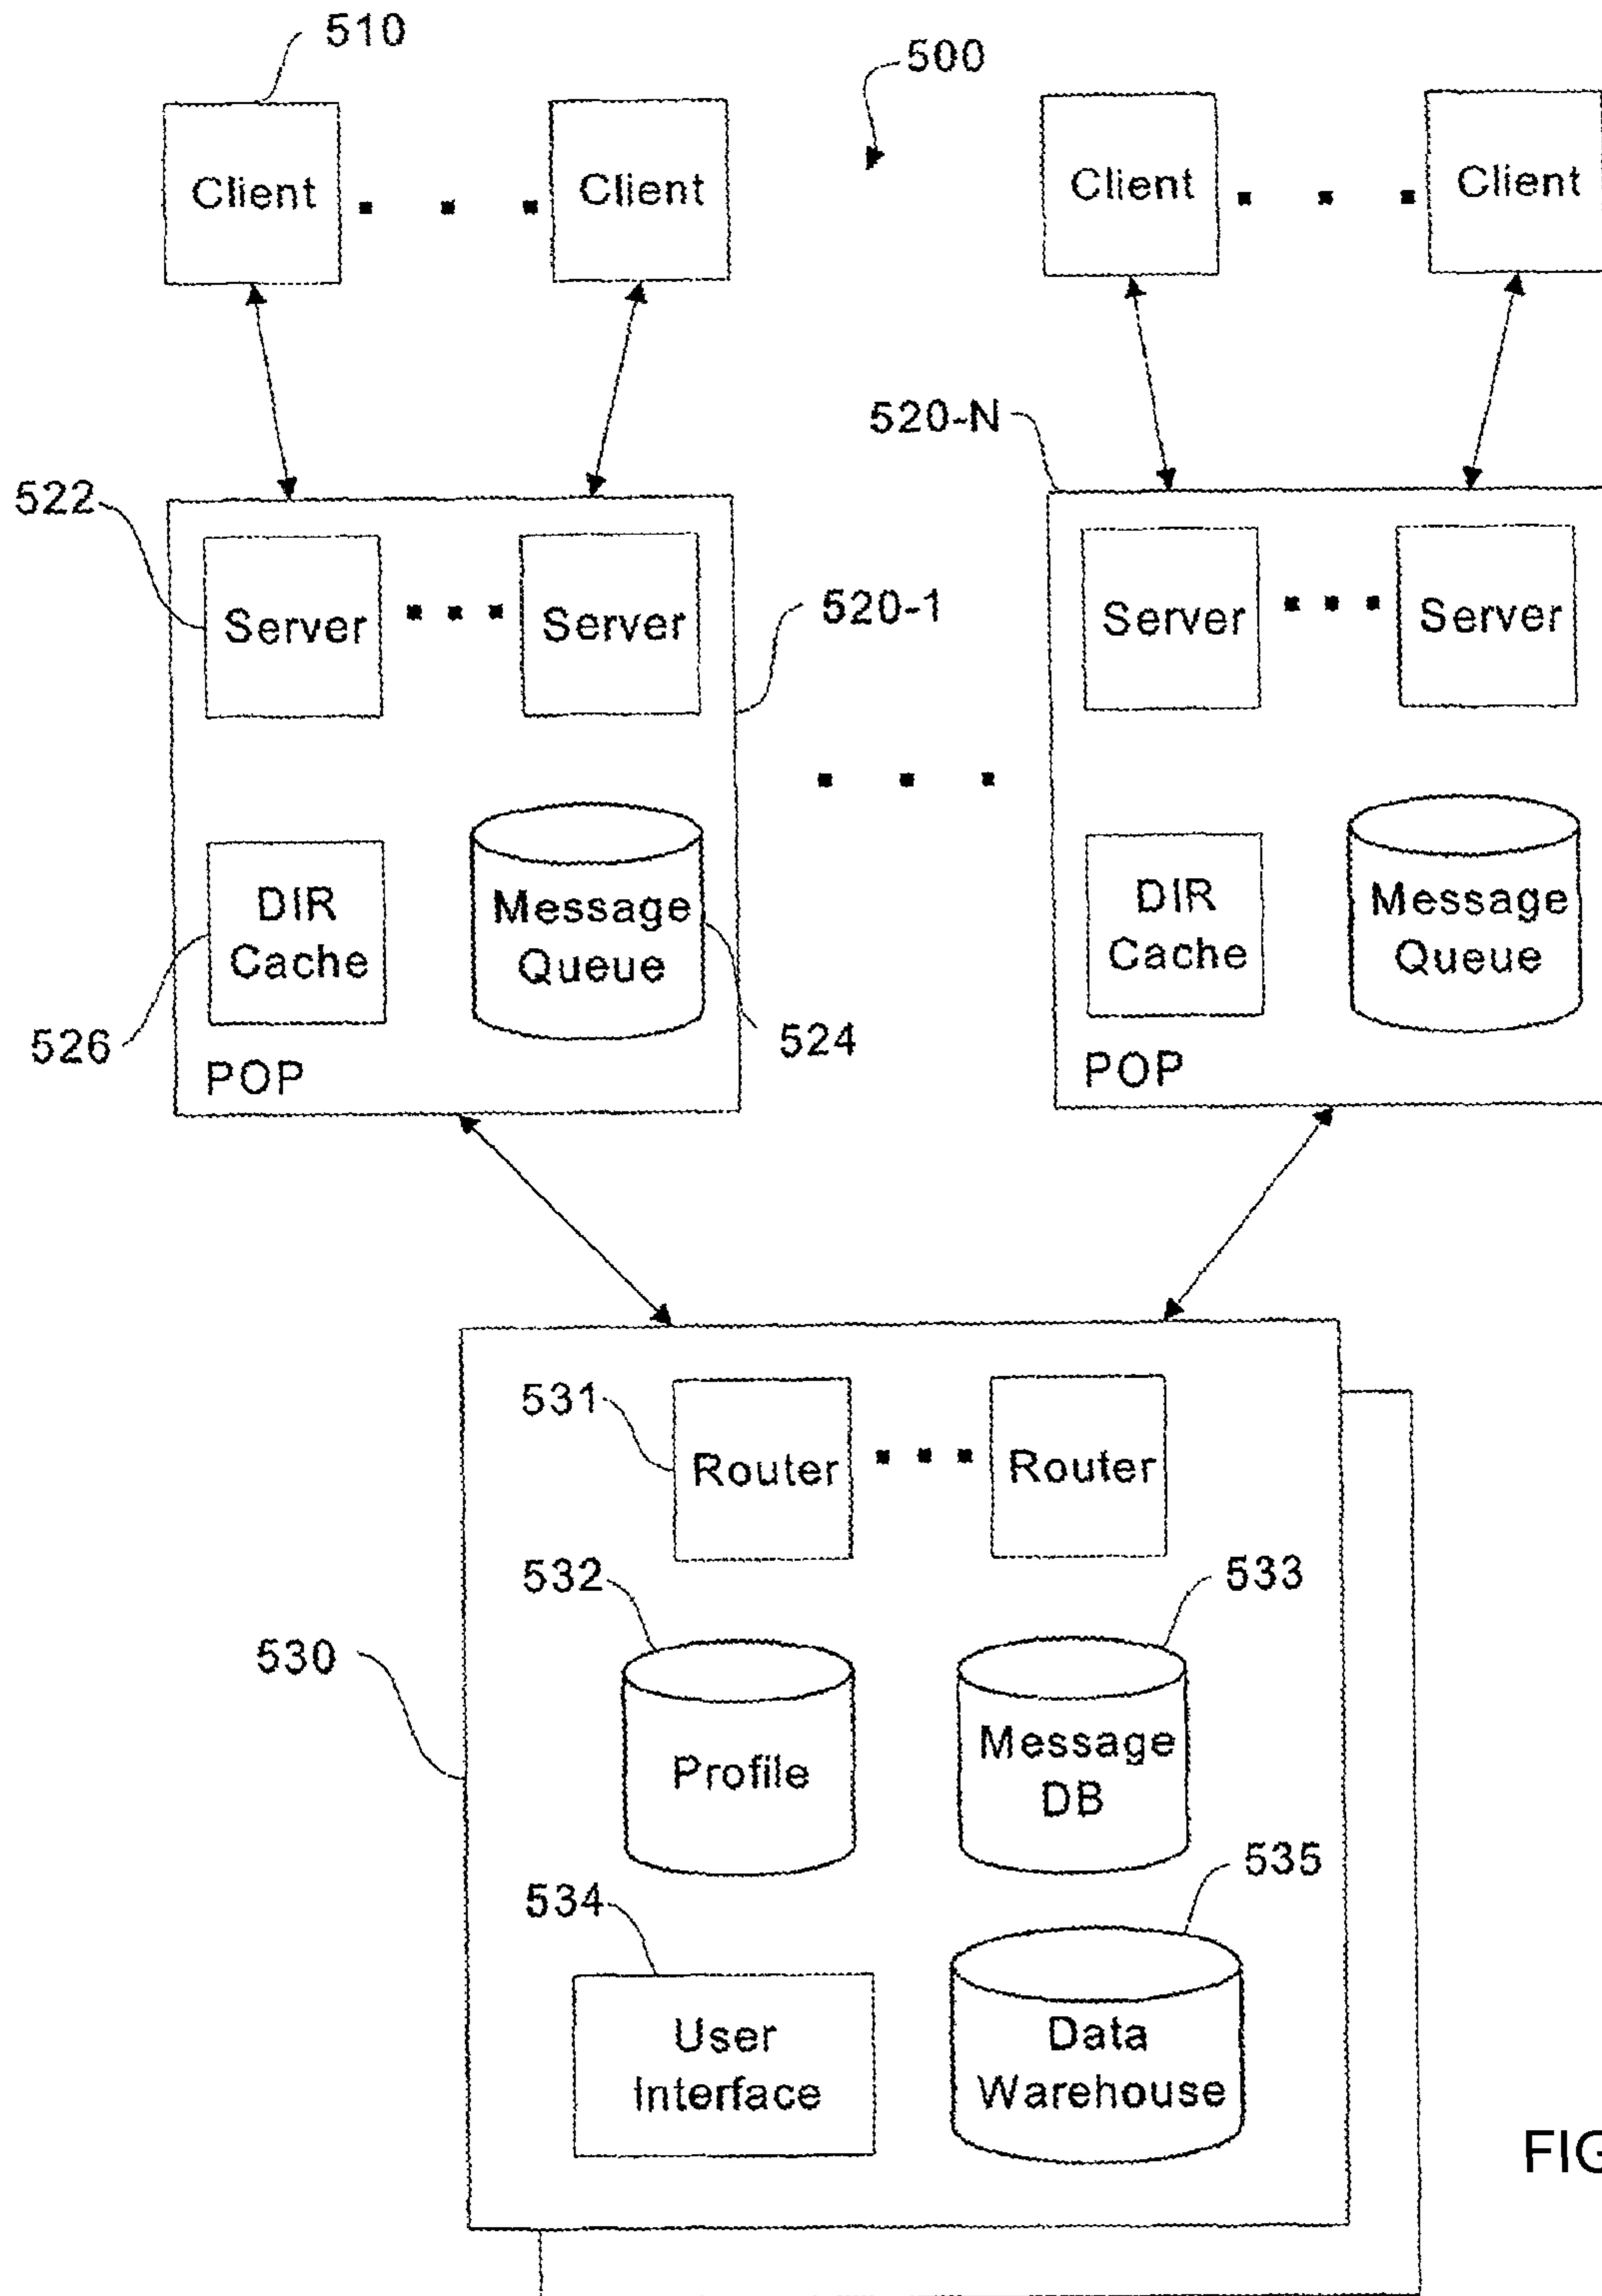 510
500
Client
Client
Client
Client
520-N
522
Server
Server
520-1
Server
Server
DIR
Cache
Message
Queue
DIR
Cache
Message
Queue
526
524
POP
POP
531
Router
Router
532
533
530
Profile
Message
DB
534
535
User
Interface
Data
Warehouse
FIG